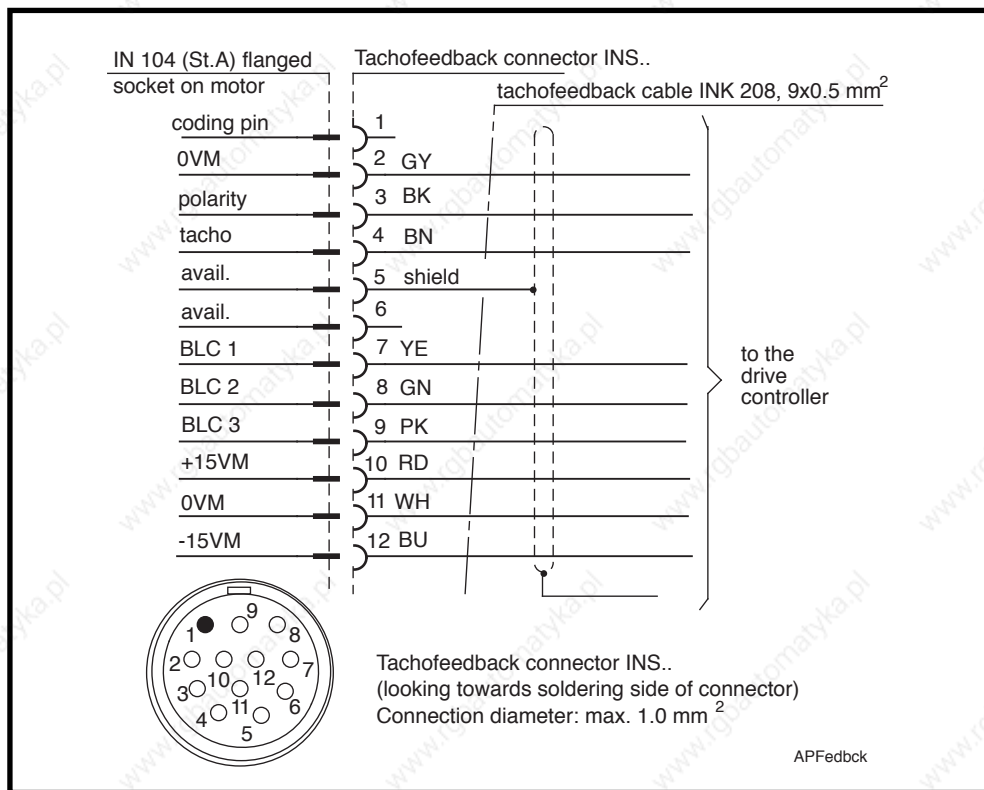 IN 104 (St.A) flanged
socket on motor
Tachofeedback connector INS..
tachofeedback cable INK 208, 9x0.5 mm2
coding pin 1
0VM 2 GY
polarity 3 BK
tacho 4 BN
avail. 5 shield
avail. 6
BLC 1 7 YE
BLC 2 8 GN
BLC 3 9 PK
+15VM 10 RD
0VM 11 WH
-15VM 12 BU
to the
drive
controller
1 9 8
2 10 12 7
3 11 6
4 5
Tachofeedback connector INS..
(looking towards soldering side of connector)
Connection diameter: max. 1.0 mm 2
APFedbck
www.rgbautomatyka.pl